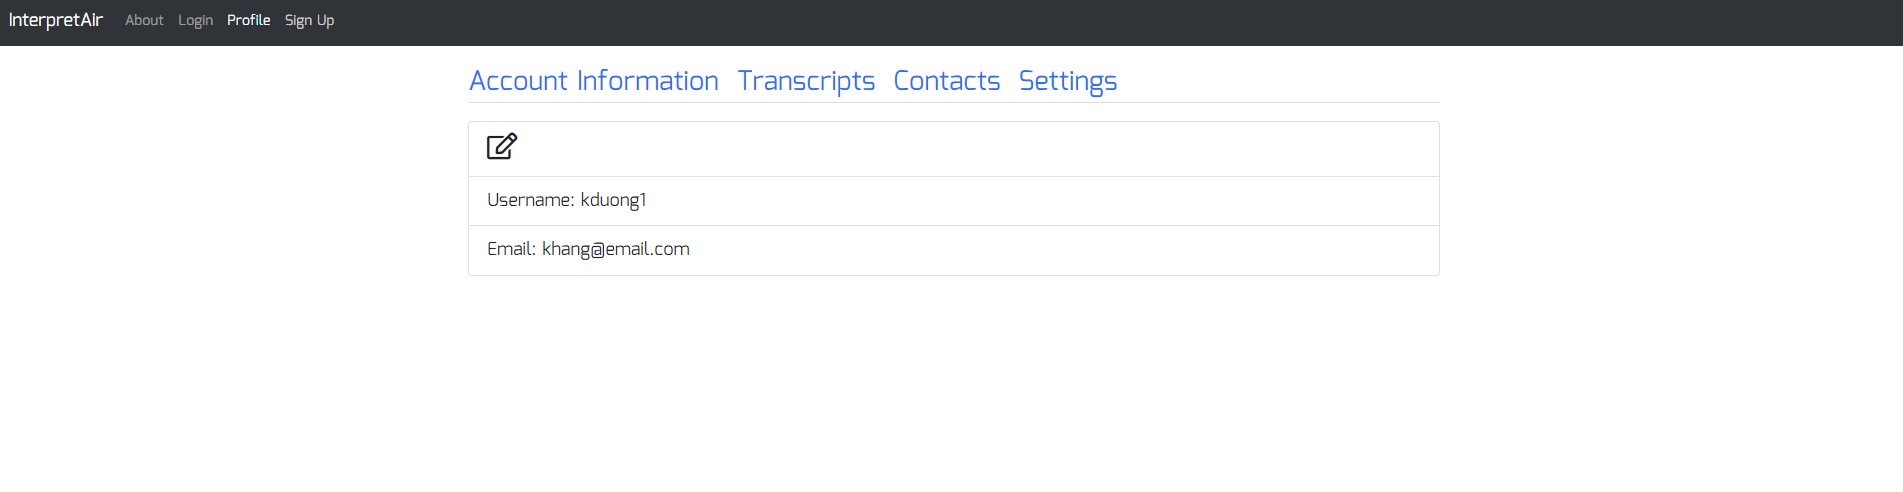 InterpretAir About Login Profile Sign Up
Account Information Transcripts Contacts Settings
Username: kduong1
Email: khang@email.com